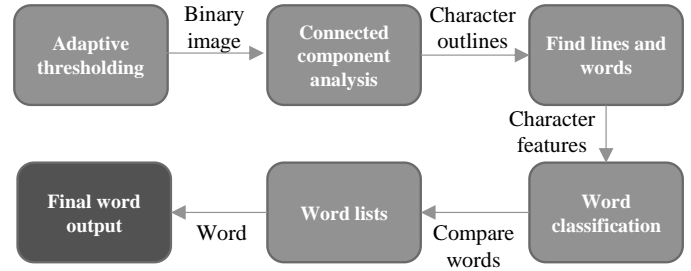 Adaptive
thresholding
Binary
image
Connected
component
analysis
Character
outlines
Find lines and
words
Character
features
Word
classification
Compare
words
Word lists
Word
Final word
output